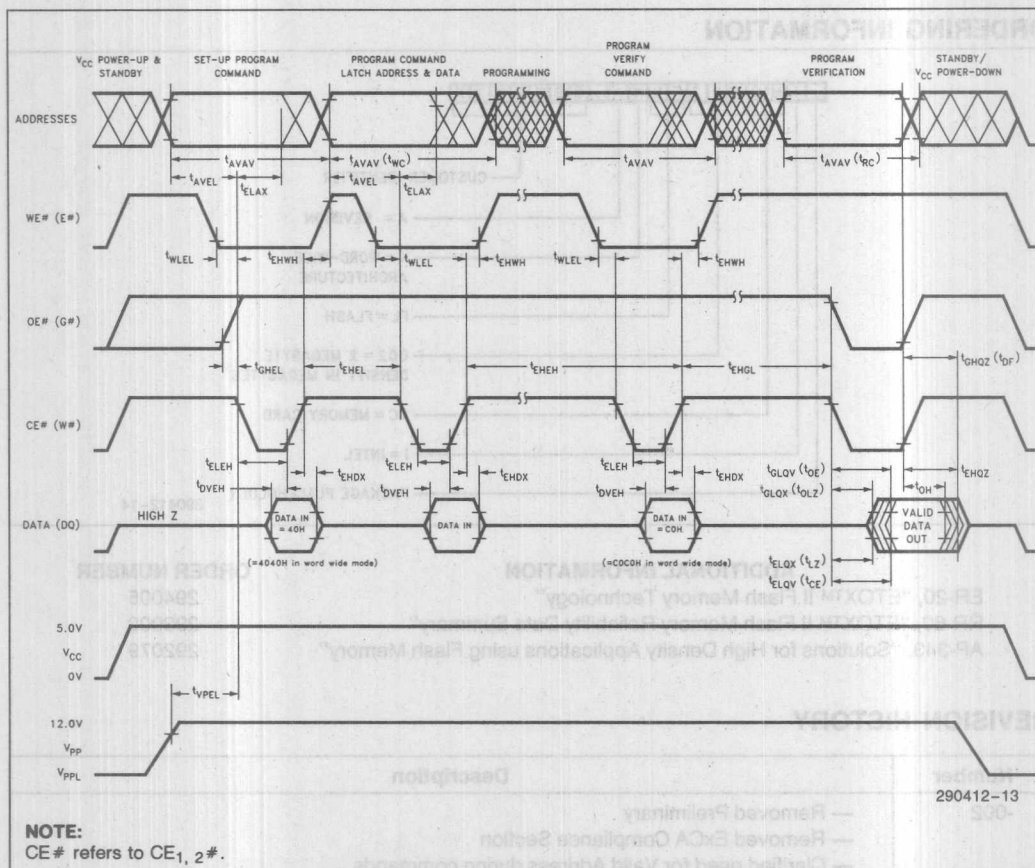 V_CC POWER-UP &
STANDBY
SET-UP PROGRAM
COMMAND
PROGRAM COMMAND
LATCH ADDRESS & DATA
PROGRAMMING
PROGRAM
VERIFY
COMMAND
PROGRAM
VERIFICATION
STANDBY/
V_CC POWER-DOWN
ADDRESSES
t_AVAV
t_AVAV (t_WC)
t_AVAV
t_AVAV (t_RC)
t_AVEL
t_ELAX
t_AVEL
t_ELAX
WE# (E#)
t_WLEL
t_EHWH
t_WLEL
t_EHWH
t_WLEL
t_EHWH
OE# (G#)
t_GHEL
t_EHEL
t_EHEH
t_EHGL
t_GHQZ (t_DF)
CE# (W#)
t_ELEH
t_EHDX
t_ELEH
t_EHDX
t_ELEH
t_EHDX
t_GLQV (t_OE)
t_EHQZ
t_DVEH
t_DVEH
t_DVEH
t_GLQX (t_OLZ)
t_OH
DATA (DQ)
HIGH Z
DATA IN
= 40H
DATA IN
DATA IN
= C0H
VALID
DATA
OUT
(=4040H in word wide mode)
(=C0C0H in word wide mode)
t_ELQX (t_LZ)
t_ELQV (t_CE)
5.0V
V_CC
0V
t_VPEL
12.0V
V_PP
V_PPL
290412-13
NOTE:
CE# refers to CE_1, 2#.